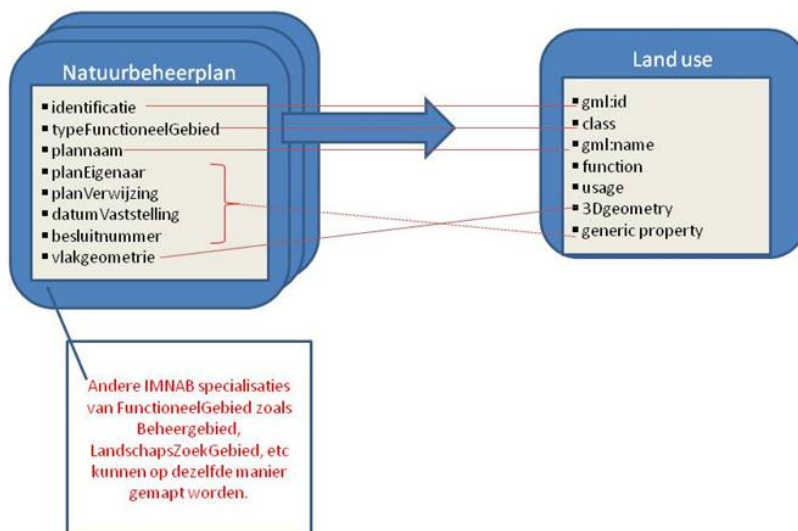 Natuurbeheerplan
▪ identificatie
▪ typeFunctioneelGebied
▪ plannaam
▪ planEigenaar
▪ planVerwijzing
▪ datumVaststelling
▪ besluitnummer
▪ vlakgeometrie
Land use
▪ gml:id
▪ class
▪ gml:name
▪ function
▪ usage
▪ 3Dgeometry
▪ generic property
Andere IMNAB specialisaties
van FunctioneelGebied zoals
Beheergebied,
LandschapsZoekGebied, etc
kunnen op dezelfde manier
gemapt worden.